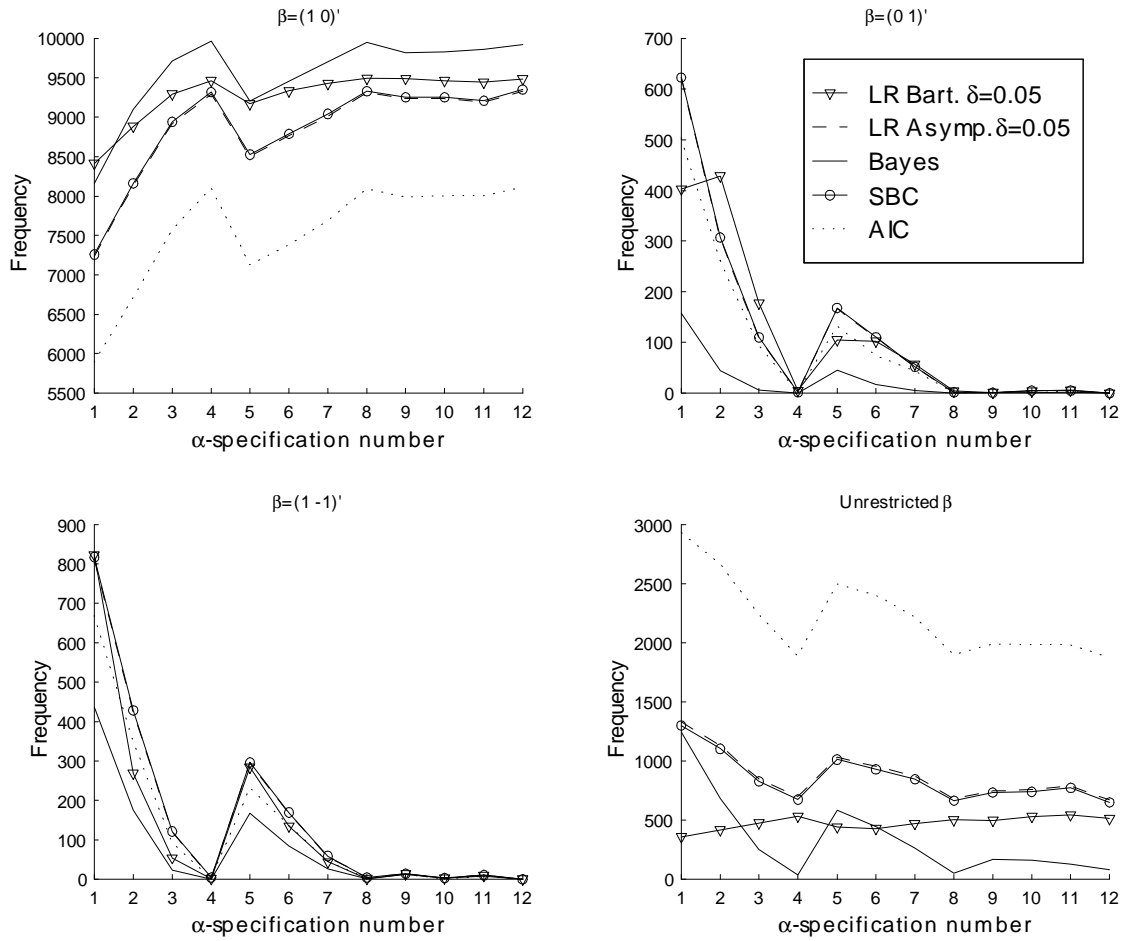 β=(1 0)'
10000
9500
9000
8500
8000
7500
7000
6500
6000
5500
Frequency
1 2 3 4 5 6 7 8 9 10 11 12
α-specification number
β=(0 1)'
700
600
500
400
300
200
100
0
Frequency
LR Bart. δ=0.05
LR Asymp. δ=0.05
Bayes
SBC
AIC
1 2 3 4 5 6 7 8 9 10 11 12
α-specification number
β=(1 -1)'
900
800
700
600
500
400
300
200
100
0
Frequency
1 2 3 4 5 6 7 8 9 10 11 12
α-specification number
Unrestricted β
3000
2500
2000
1500
1000
500
0
Frequency
1 2 3 4 5 6 7 8 9 10 11 12
α-specification number